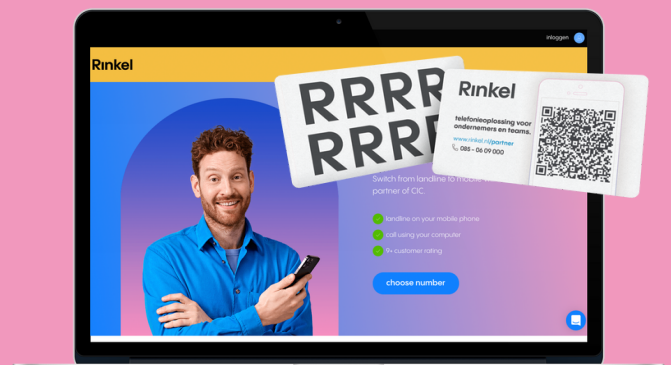 Inloggen
Rinkel
RRRR
RRRR
Rinkel
telefonieoplossing voor
ondernemers en teams.
www.rinkel.nl/partner
085 - 06 09 000
Switch from landline to mobile
partner of CIC.
landline on your mobile phone
call using your computer
9+ customer rating
choose number